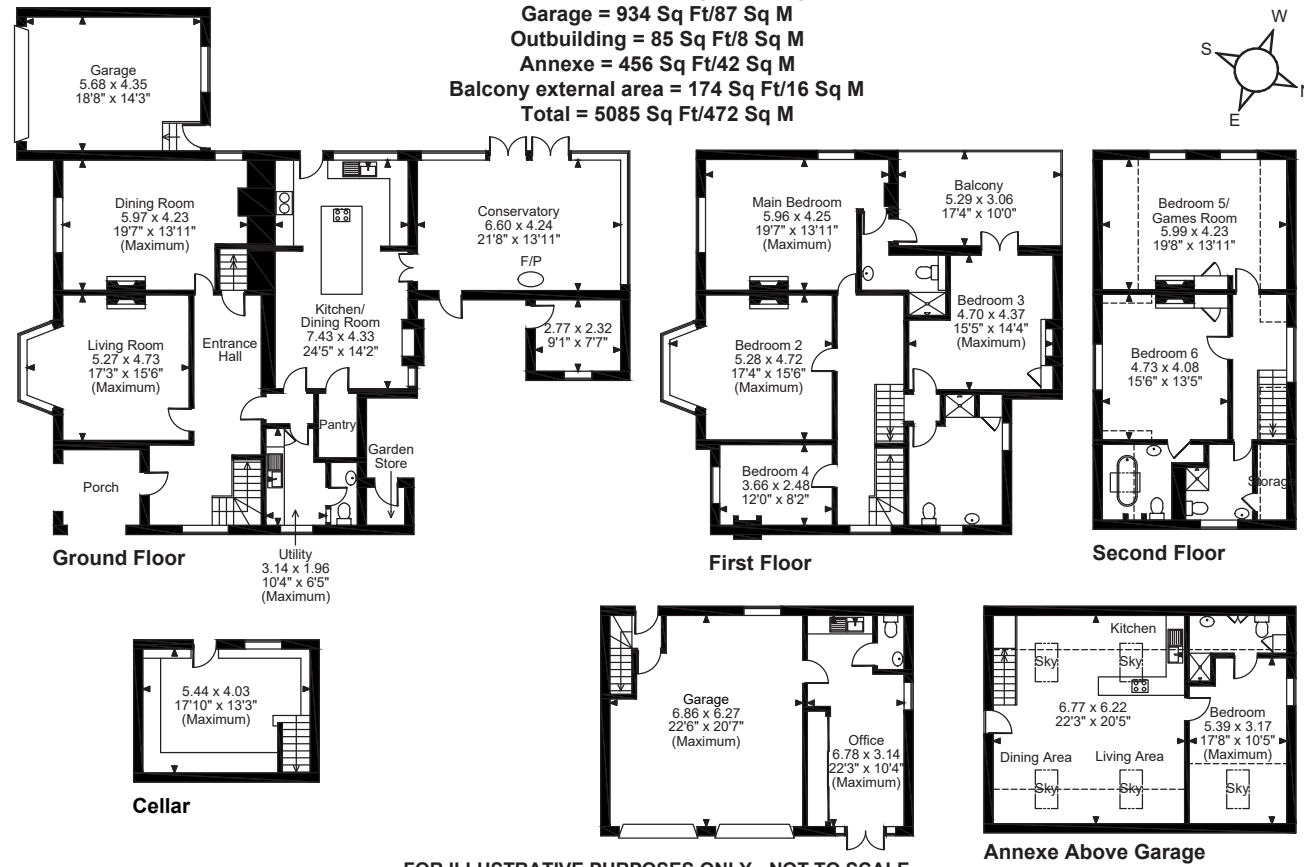 Garage = 934 Sq Ft/87 Sq M
Outbuilding = 85 Sq Ft/8 Sq M
Annexe = 456 Sq Ft/42 Sq M
Balcony external area = 174 Sq Ft/16 Sq M
Total = 5085 Sq Ft/472 Sq M
W
S
N
E
Garage
5.68 x 4.35
18'8" x 14'3"
Dining Room
5.97 x 4.23
19'7" x 13'11"
(Maximum)
Conservatory
6.60 x 4.24
21'8" x 13'11"
F/P
Kitchen/
Dining Room
7.43 x 4.33
24'5" x 14'2"
Living Room
5.27 x 4.73
17'3" x 15'6"
(Maximum)
Entrance
Hall
2.77 x 2.32
9'1" x 7'7"
Pantry
Garden
Store
Porch
Utility
3.14 x 1.96
10'4" x 6'5"
(Maximum)
Ground Floor
Main Bedroom
5.96 x 4.25
19'7" x 13'11"
(Maximum)
Balcony
5.29 x 3.06
17'4" x 10'0"
Bedroom 3
4.70 x 4.37
15'5" x 14'4"
(Maximum)
Bedroom 2
5.28 x 4.72
17'4" x 15'6"
(Maximum)
Bedroom 4
3.66 x 2.48
12'0" x 8'2"
First Floor
Bedroom 5/
Games Room
5.99 x 4.23
19'8" x 13'11"
Bedroom 6
4.73 x 4.08
15'6" x 13'5"
Storage
Second Floor
5.44 x 4.03
17'10" x 13'3"
(Maximum)
Cellar
Garage
6.86 x 6.27
22'6" x 20'7"
(Maximum)
Office
6.78 x 3.14
22'3" x 10'4"
(Maximum)
Kitchen
Sky
Sky
6.77 x 6.22
22'3" x 20'5"
Dining Area
Living Area
Sky
Sky
Bedroom
5.39 x 3.17
17'8" x 10'5"
(Maximum)
Sky
Annexe Above Garage
FOR ILLUSTRATIVE PURPOSES ONLY - NOT TO SCALE